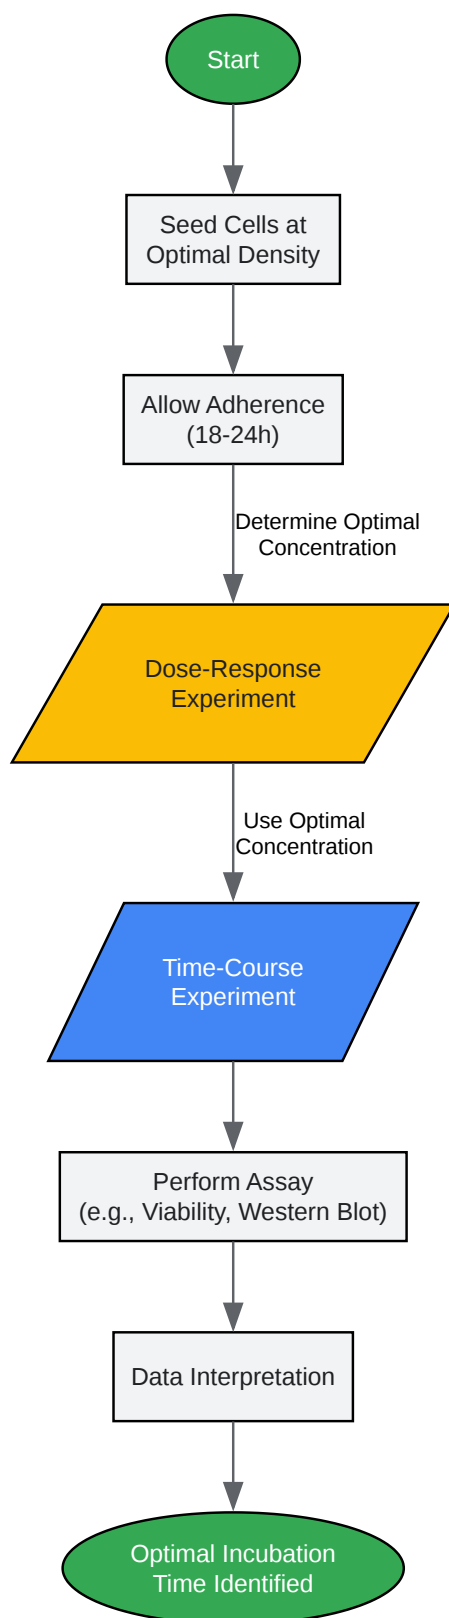 Start
Seed Cells at
Optimal Density
Allow Adherence
(18-24h)
Determine Optimal
Concentration
Dose-Response
Experiment
Use Optimal
Concentration
Time-Course
Experiment
Perform Assay
(e.g., Viability, Western Blot)
Data Interpretation
Optimal Incubation
Time Identified